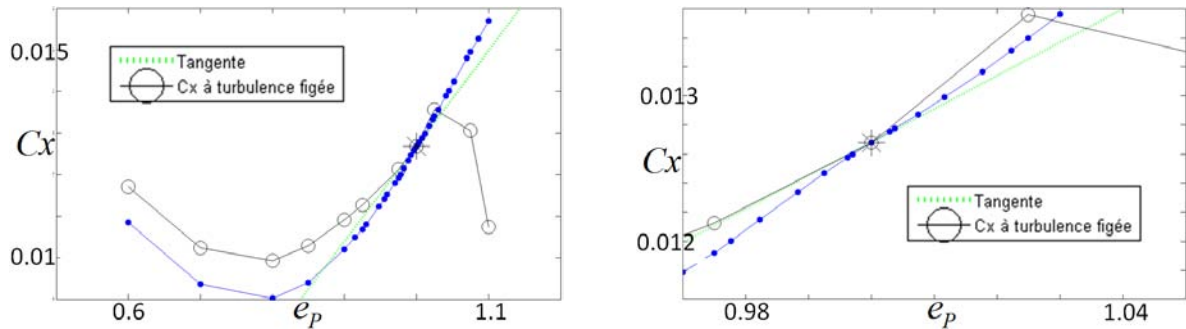 0.015
Tangente
Cx à turbulence figée
Cx
0.01
0.6
e_P
1.1
0.013
Cx
Tangente
Cx à turbulence figée
0.012
0.98
e_P
1.04